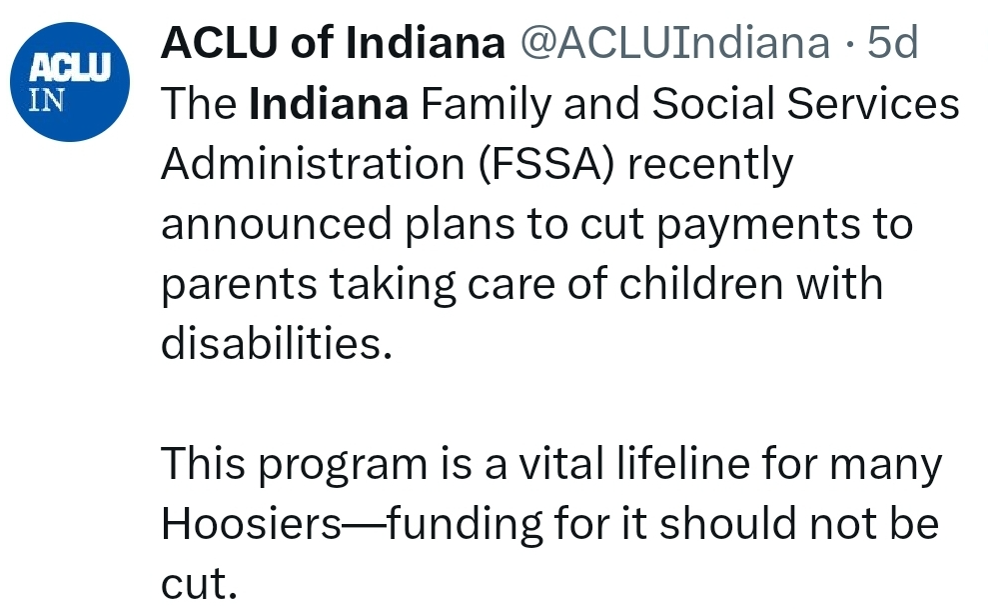 ACLU
IN
ACLU of Indiana @ACLUIndiana · 5d
The Indiana Family and Social Services
Administration (FSSA) recently
announced plans to cut payments to
parents taking care of children with
disabilities.
This program is a vital lifeline for many
Hoosiers—funding for it should not be
cut.